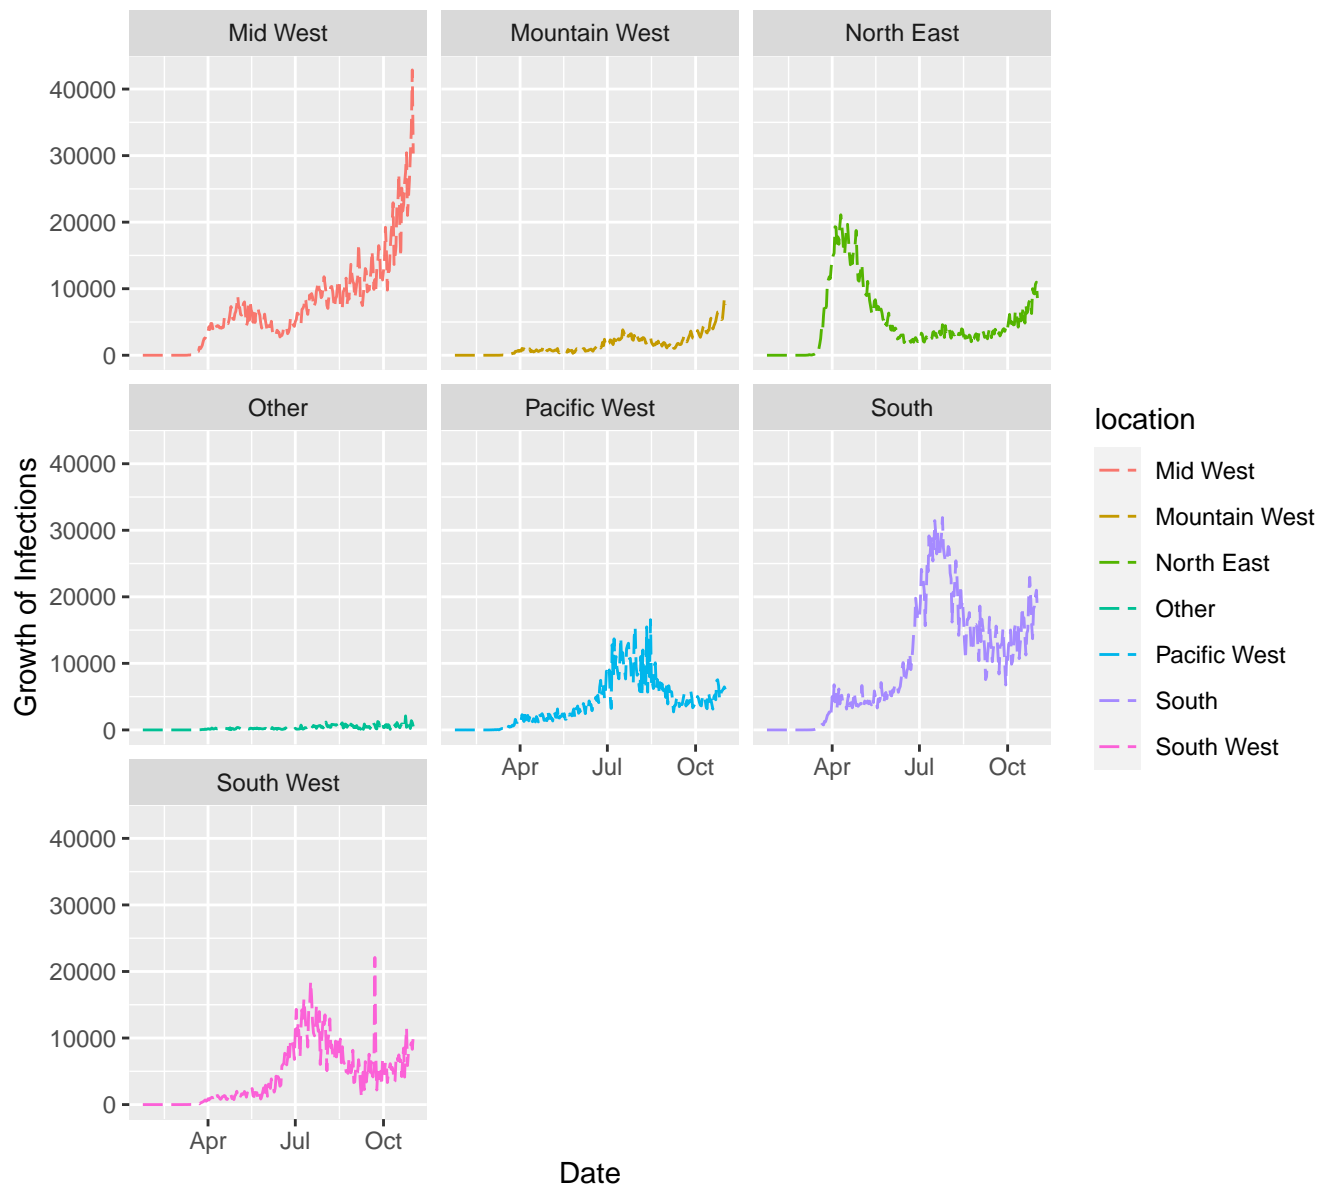 Mid West
Mountain West
North East
40000
30000
20000
10000
0
Other
Pacific West
South
40000
30000
20000
10000
0
Apr
Jul
Oct
Apr
Jul
Oct
South West
40000
30000
20000
10000
0
Apr
Jul
Oct
Growth of Infections
Date
location
Mid West
Mountain West
North East
Other
Pacific West
South
South West